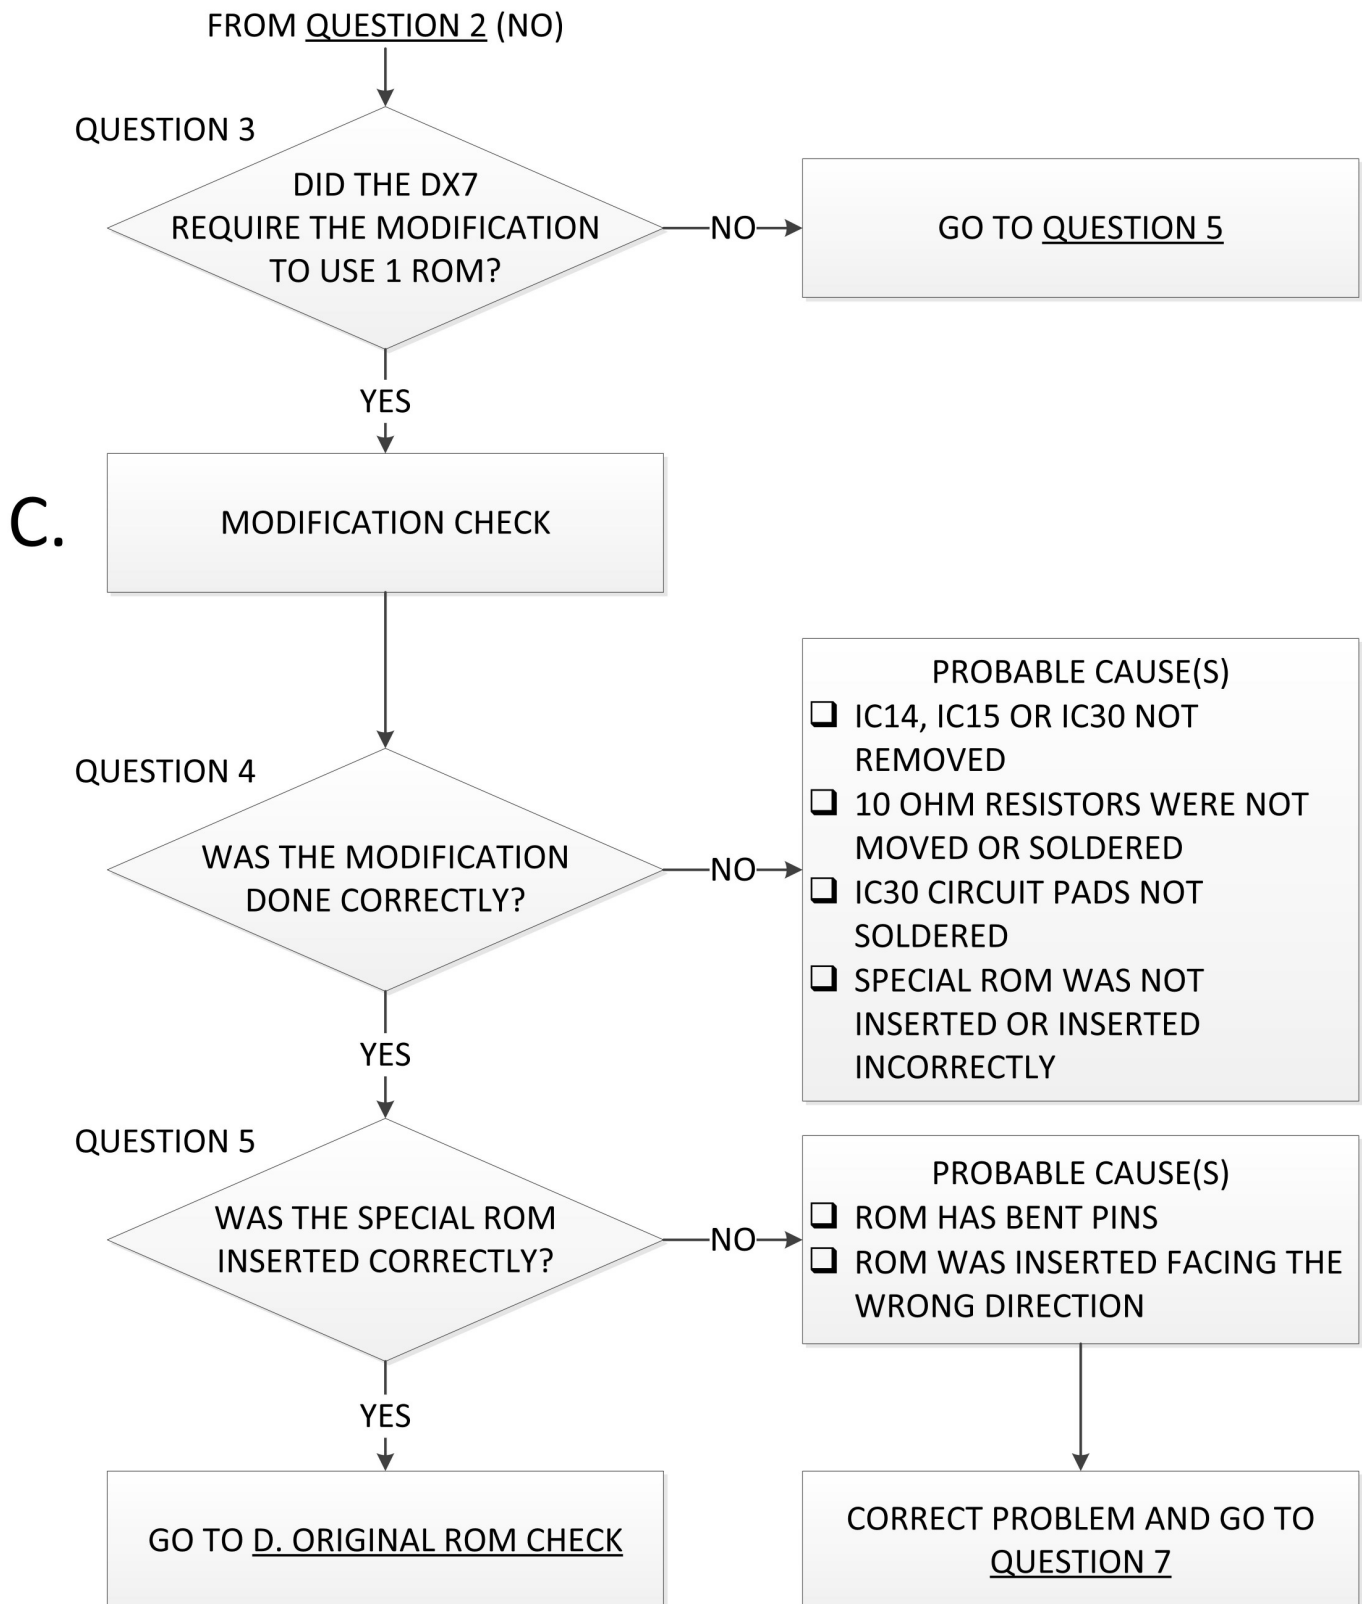 FROM QUESTION 2 (NO)
QUESTION 3
DID THE DX7
REQUIRE THE MODIFICATION
TO USE 1 ROM?
NO
GO TO QUESTION 5
YES
C.
MODIFICATION CHECK
QUESTION 4
WAS THE MODIFICATION
DONE CORRECTLY?
NO
PROBABLE CAUSE(S)
❑ IC14, IC15 OR IC30 NOT
REMOVED
❑ 10 OHM RESISTORS WERE NOT
MOVED OR SOLDERED
❑ IC30 CIRCUIT PADS NOT
SOLDERED
❑ SPECIAL ROM WAS NOT
INSERTED OR INSERTED
INCORRECTLY
YES
QUESTION 5
WAS THE SPECIAL ROM
INSERTED CORRECTLY?
NO
PROBABLE CAUSE(S)
❑ ROM HAS BENT PINS
❑ ROM WAS INSERTED FACING THE
WRONG DIRECTION
YES
GO TO D. ORIGINAL ROM CHECK
CORRECT PROBLEM AND GO TO
QUESTION 7